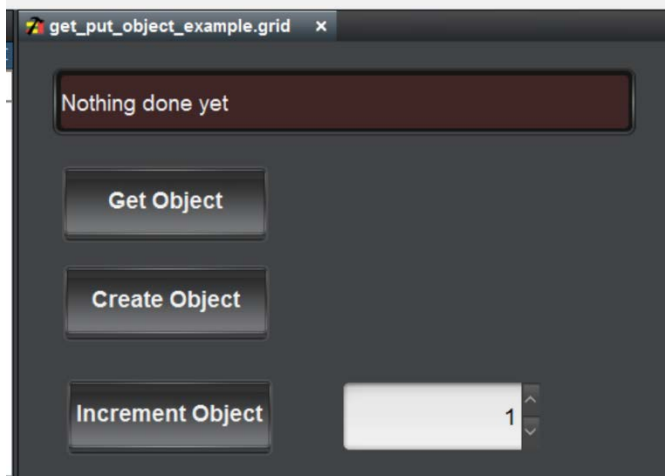 get_put_object_example.grid
Nothing done yet
Get Object
Create Object
Increment Object 1